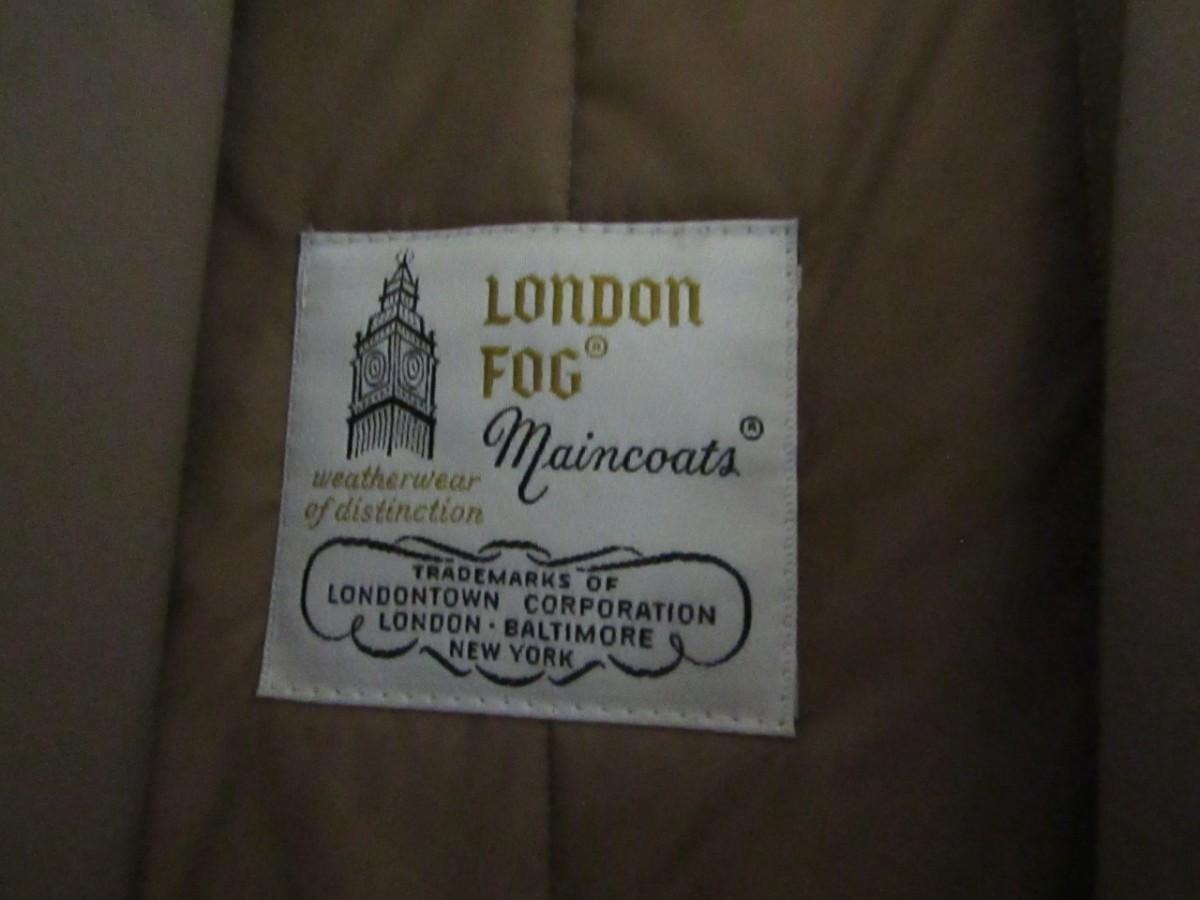 LONDON
FOG®
Maincoats®
weatherwear
of distinction
TRADEMARKS OF
LONDONTOWN CORPORATION
LONDON · BALTIMORE
NEW YORK